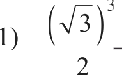 1) (√3)³ / 2 _